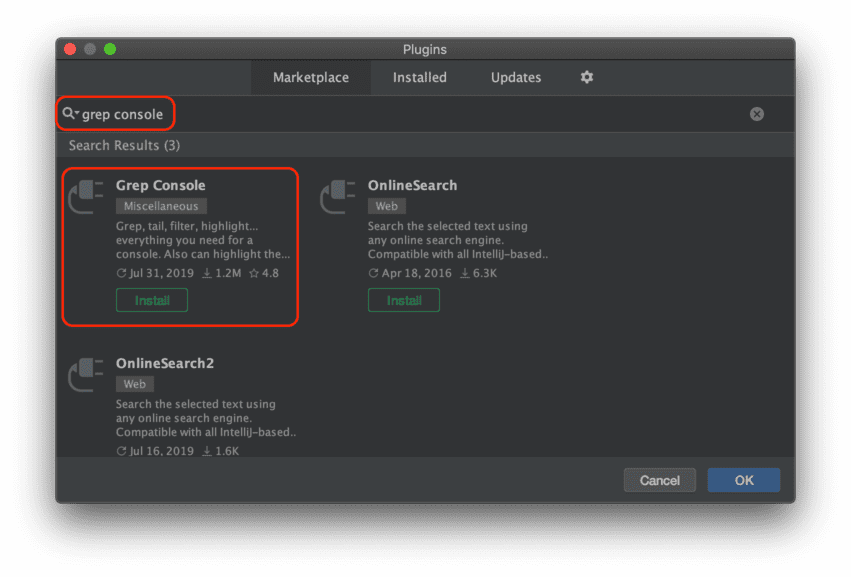 Plugins
Marketplace Installed Updates
grep console
Search Results (3)
Grep Console
Miscellaneous
Grep, tail, filter, highlight...
everything you need for a
console. Also can highlight the...
Jul 31, 2019 1.2M 4.8
Install
OnlineSearch
Web
Search the selected text using
any online search engine.
Compatible with all IntelliJ-based..
Apr 18, 2016 6.3K
Install
OnlineSearch2
Web
Search the selected text using
any online search engine.
Compatible with all IntelliJ-based..
Jul 16, 2019 1.6K
Cancel OK